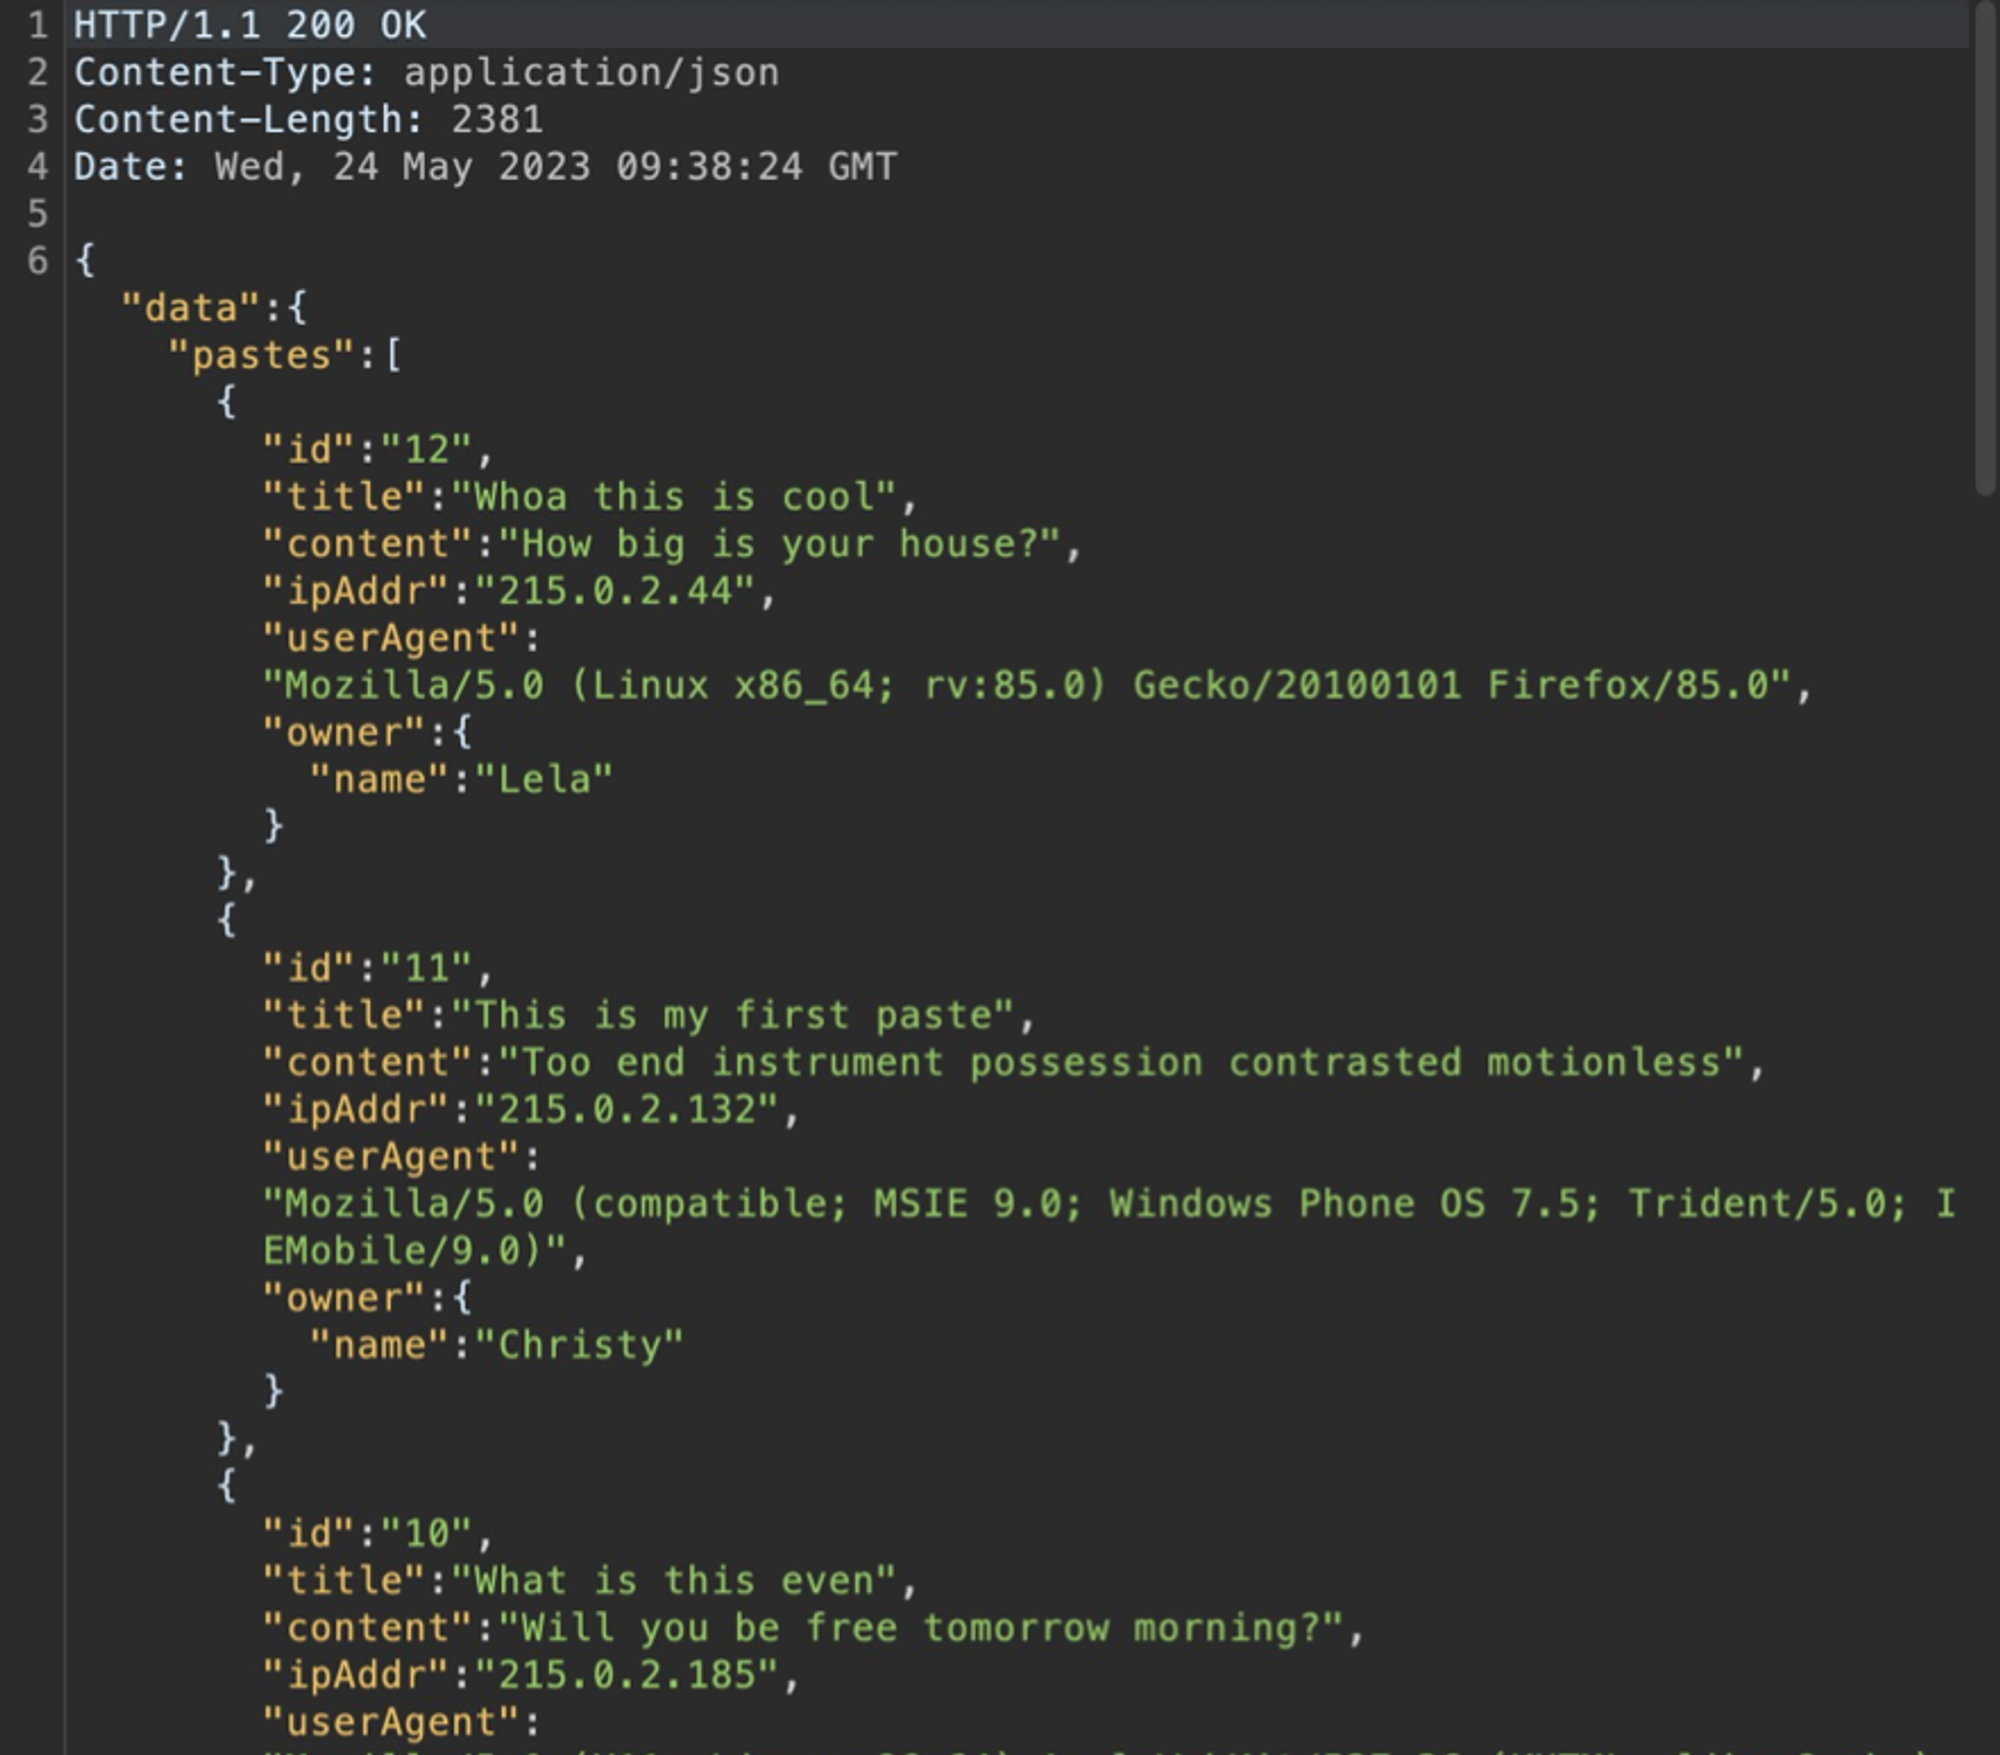 1 HTTP/1.1 200 OK
2 Content-Type: application/json
3 Content-Length: 2381
4 Date: Wed, 24 May 2023 09:38:24 GMT
5
6 {
"data":{
"pastes":[
{
"id":"12",
"title":"Whoa this is cool",
"content":"How big is your house?",
"ipAddr":"215.0.2.44",
"userAgent":
"Mozilla/5.0 (Linux x86_64; rv:85.0) Gecko/20100101 Firefox/85.0",
"owner":{
"name":"Lela"
}
},
{
"id":"11",
"title":"This is my first paste",
"content":"Too end instrument possession contrasted motionless",
"ipAddr":"215.0.2.132",
"userAgent":
"Mozilla/5.0 (compatible; MSIE 9.0; Windows Phone OS 7.5; Trident/5.0; I
EMobile/9.0)",
"owner":{
"name":"Christy"
}
},
{
"id":"10",
"title":"What is this even",
"content":"Will you be free tomorrow morning?",
"ipAddr":"215.0.2.185",
"userAgent":